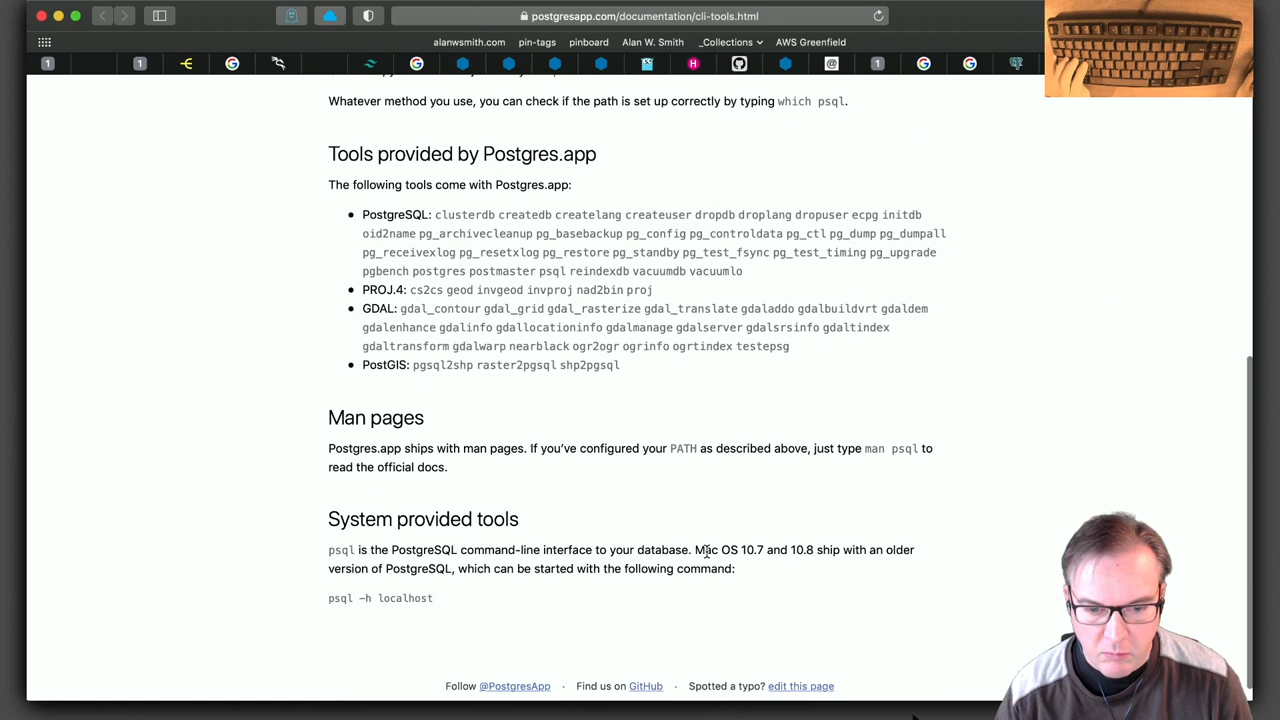 postgresapp.com/documentation/cli-tools.html
alanwsmith.com pin-tags pinboard Alan W. Smith _Collections AWS Greenfield
1 1 1
Whatever method you use, you can check if the path is set up correctly by typing which psql.
Tools provided by Postgres.app
The following tools come with Postgres.app:
• PostgreSQL: clusterdb createdb createlang createuser dropdb droplang dropuser ecpg initdb
oid2name pg_archivecleanup pg_basebackup pg_config pg_controldata pg_ctl pg_dump pg_dumpall
pg_receivexlog pg_resetxlog pg_restore pg_standby pg_test_fsync pg_test_timing pg_upgrade
pgbench postgres postmaster psql reindexdb vacuumdb vacuumlo
• PROJ.4: cs2cs geod invgeod invproj nad2bin proj
• GDAL: gdal_contour gdal_grid gdal_rasterize gdal_translate gdaladdo gdalbuildvrt gdaldem
gdalenhance gdalinfo gdallocationinfo gdalmanage gdalserver gdalsrsinfo gdaltindex
gdaltransform gdalwarp nearblack ogr2ogr ogrinfo ogrtindex testepsg
• PostGIS: pgsql2shp raster2pgsql shp2pgsql
Man pages
Postgres.app ships with man pages. If you’ve configured your PATH as described above, just type man psql to
read the official docs.
System provided tools
psql is the PostgreSQL command-line interface to your database. Mac OS 10.7 and 10.8 ship with an older
version of PostgreSQL, which can be started with the following command:
psql -h localhost
Follow @PostgresApp · Find us on GitHub · Spotted a typo? edit this page